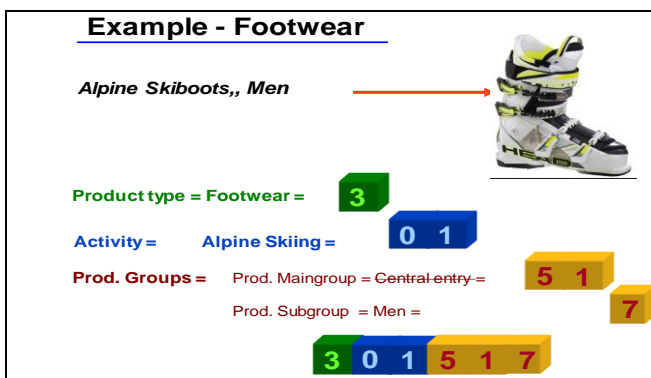 Example - Footwear
Alpine Skiboots,, Men
HEAD
Product type = Footwear = 3
Activity = Alpine Skiing = 0 1
Prod. Groups = Prod. Maingroup = Central entry = 5 1
Prod. Subgroup = Men = 7
3 0 1 5 1 7